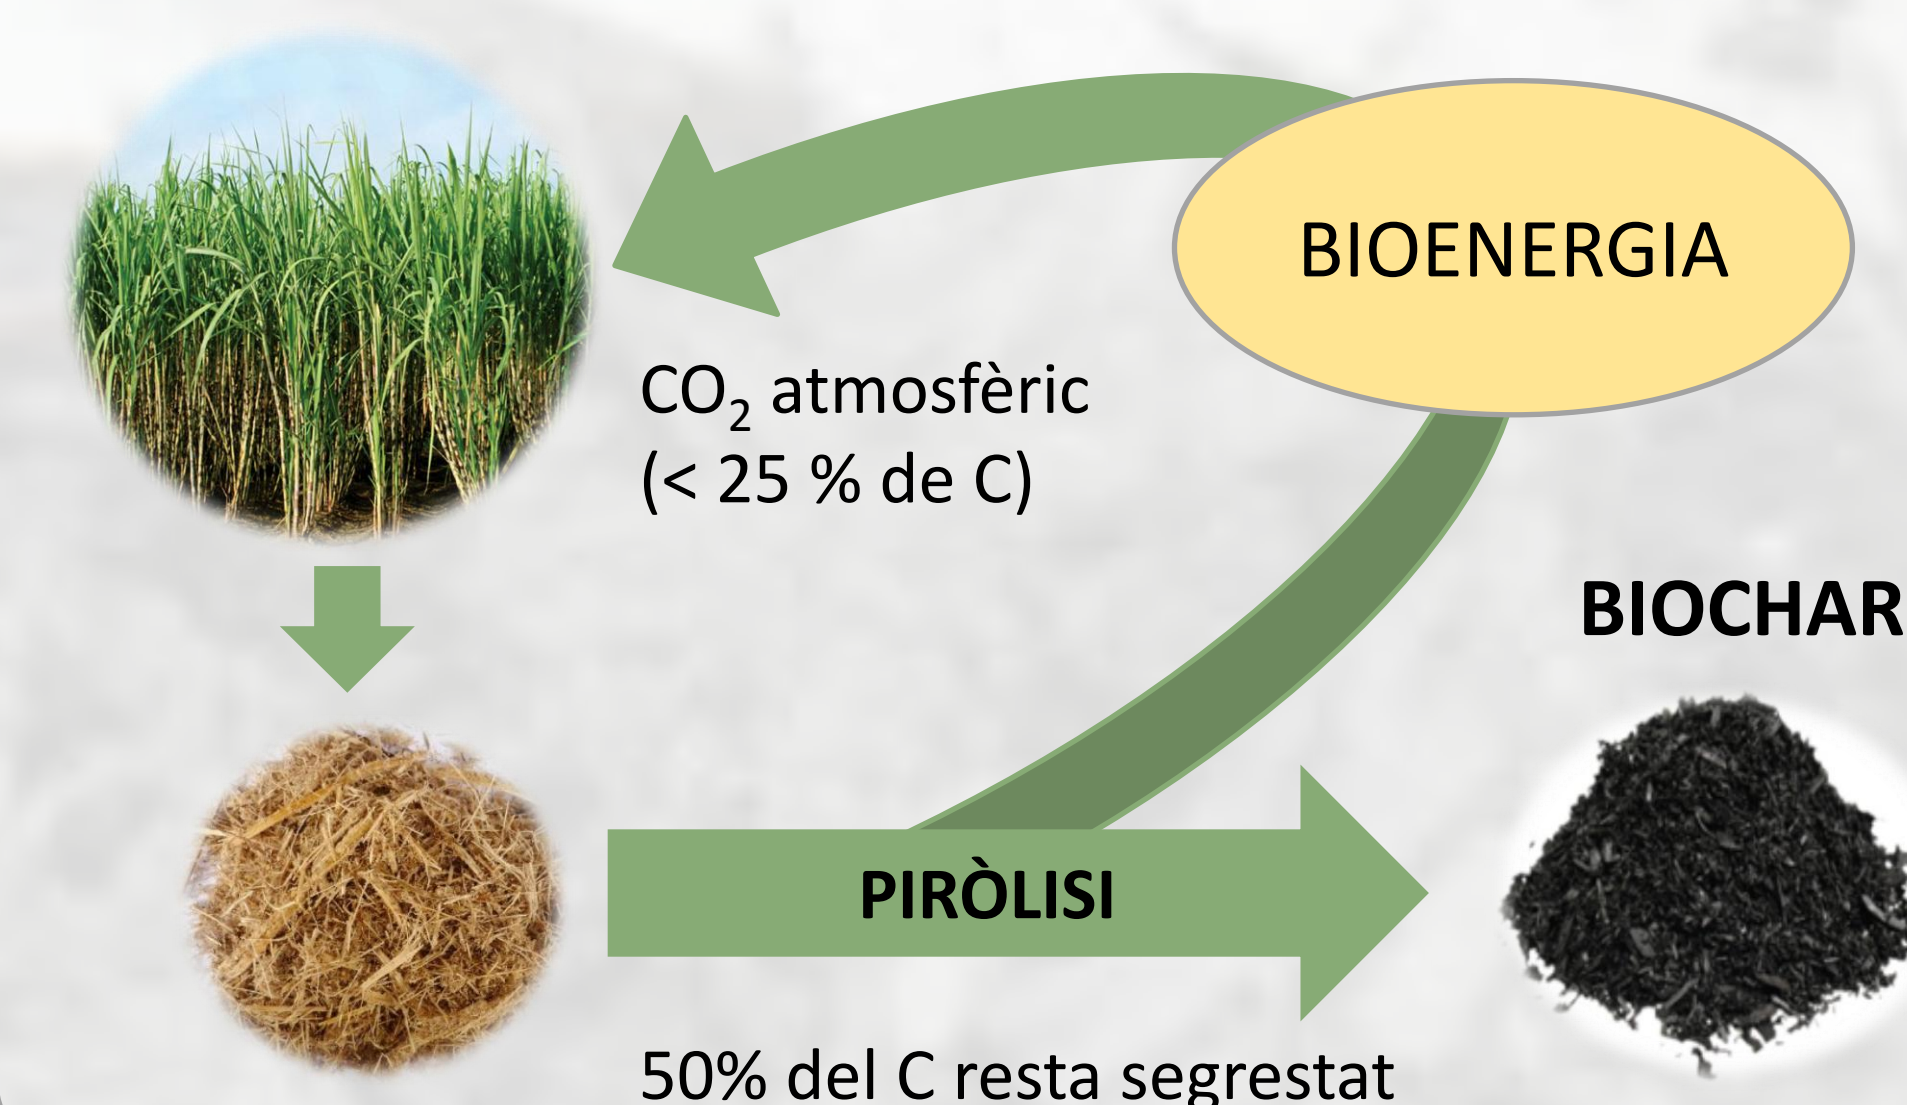 BIOENERGIA
CO₂ atmosfèric
(< 25 % de C)
BIOCHAR
PIRÒLISI
50% del C resta segrestat